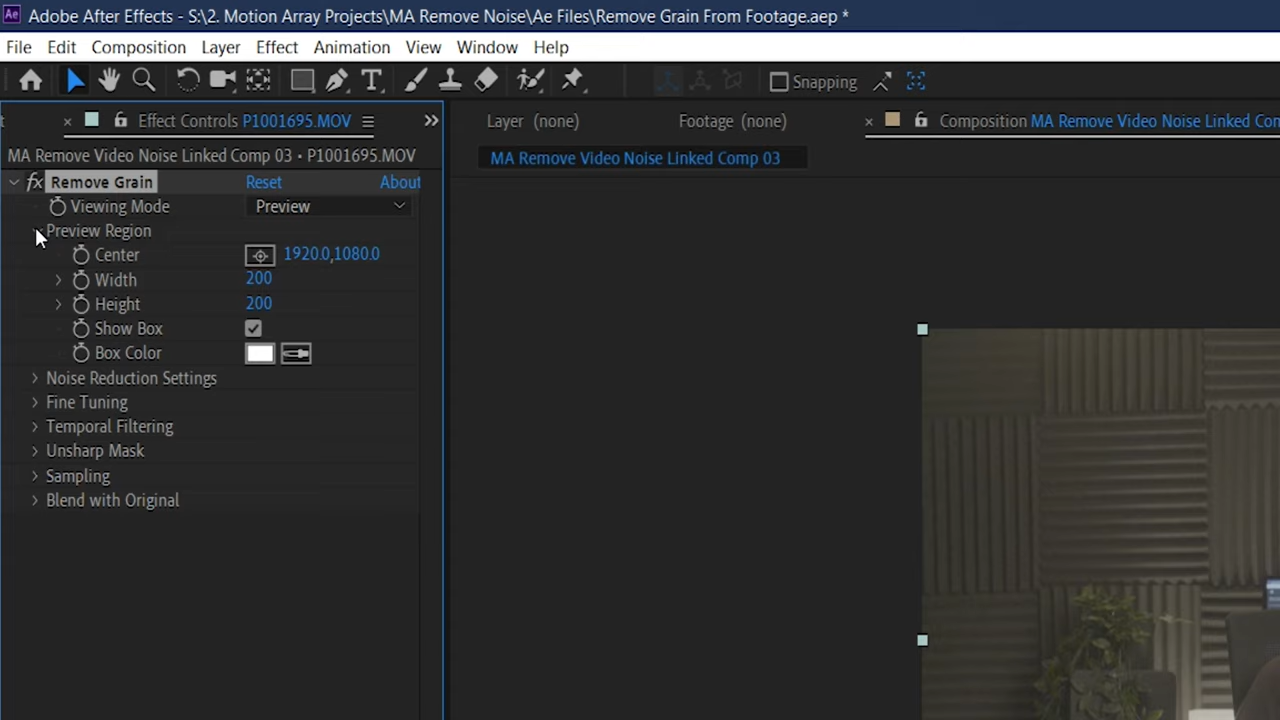 Ae Adobe After Effects - S:\2. Motion Array Projects\MA Remove Noise\Ae Files\Remove Grain From Footage.aep *
File Edit Composition Layer Effect Animation View Window Help
T Snapping
Effect Controls P1001695.MOV
Layer (none) Footage (none) Composition MA Remove Video Noise Linked
MA Remove Video Noise Linked Comp 03 • P1001695.MOV
MA Remove Video Noise Linked Comp 03
fx Remove Grain Reset About
Viewing Mode Preview
Preview Region
Center 1920.0,1080.0
Width 200
Height 200
Show Box
Box Color
Noise Reduction Settings
Fine Tuning
Temporal Filtering
Unsharp Mask
Sampling
Blend with Original